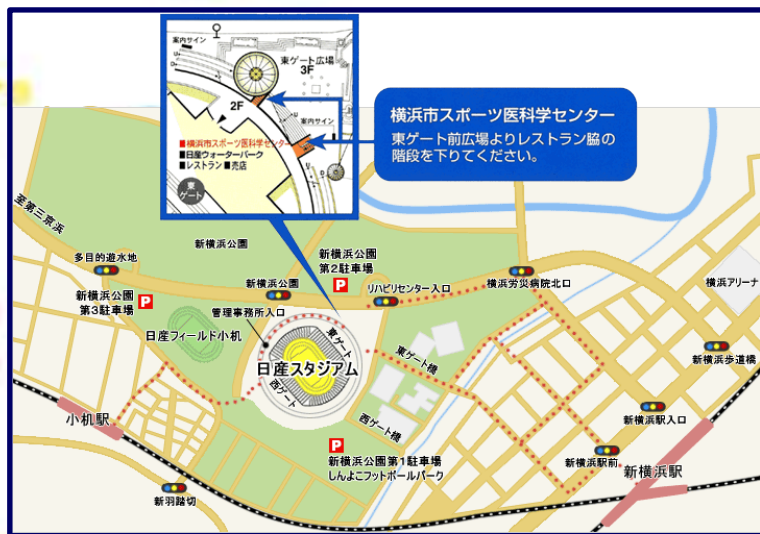 案内サイン
東ゲート広場
3F
2F
案内サイン
■横浜市スポーツ医科学センター
■日産ウォーターパーク
■レストラン ■売店
東
ゲート
横浜市スポーツ医科学センター
東ゲート前広場よりレストラン脇の
階段を下りてください。
至第三京浜
多目的遊水地
新横浜公園
新横浜公園
第2駐車場
P
新横浜公園
リハビリセンター入口
横浜労災病院北口
横浜アリーナ
新横浜公園
第3駐車場
P
管理事務所入口
日産フィールド小机
東ゲート
日産スタジアム
西ゲート
東ゲート橋
新横浜歩道橋
小机駅
西ゲート橋
新横浜駅入口
P
新横浜公園第1駐車場
しんよこフットボールパーク
新横浜駅前
新横浜駅
新羽踏切